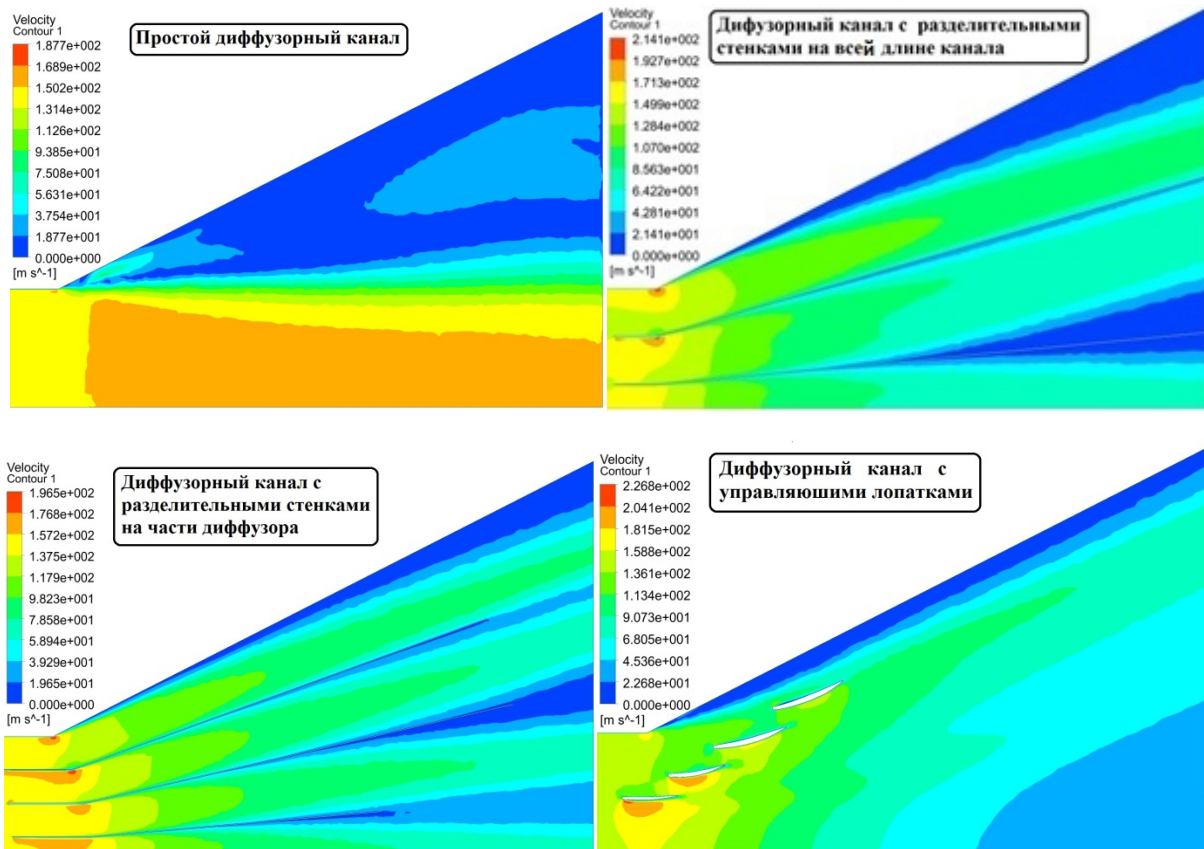 Velocity
Contour 1
1.877e+002
1.689e+002
1.502e+002
1.314e+002
1.126e+002
9.385e+001
7.508e+001
5.631e+001
3.754e+001
1.877e+001
0.000e+000
[m s^-1]
Простой диффузорный канал
Velocity
Contour 1
2.141e+002
1.927e+002
1.713e+002
1.499e+002
1.284e+002
1.070e+002
8.563e+001
6.422e+001
4.281e+001
2.141e+001
0.000e+000
[m s^-1]
Дифузорный канал с разделительными
стенками на всей длине канала
Velocity
Contour 1
1.965e+002
1.768e+002
1.572e+002
1.375e+002
1.179e+002
9.823e+001
7.858e+001
5.894e+001
3.929e+001
1.965e+001
0.000e+000
[m s^-1]
Диффузорный канал с
разделительными стенками
на части диффузора
Velocity
Contour 1
2.268e+002
2.041e+002
1.815e+002
1.588e+002
1.361e+002
1.134e+002
9.073e+001
6.805e+001
4.536e+001
2.268e+001
0.000e+000
[m s^-1]
Диффузорный канал с
управляюшими лопатками